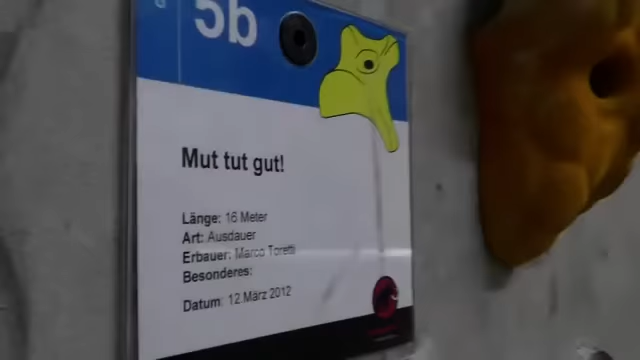 5b
Mut tut gut!
Länge: 16 Meter
Art: Ausdauer
Erbauer: Marco Toretti
Besonderes:
Datum: 12 März 2012